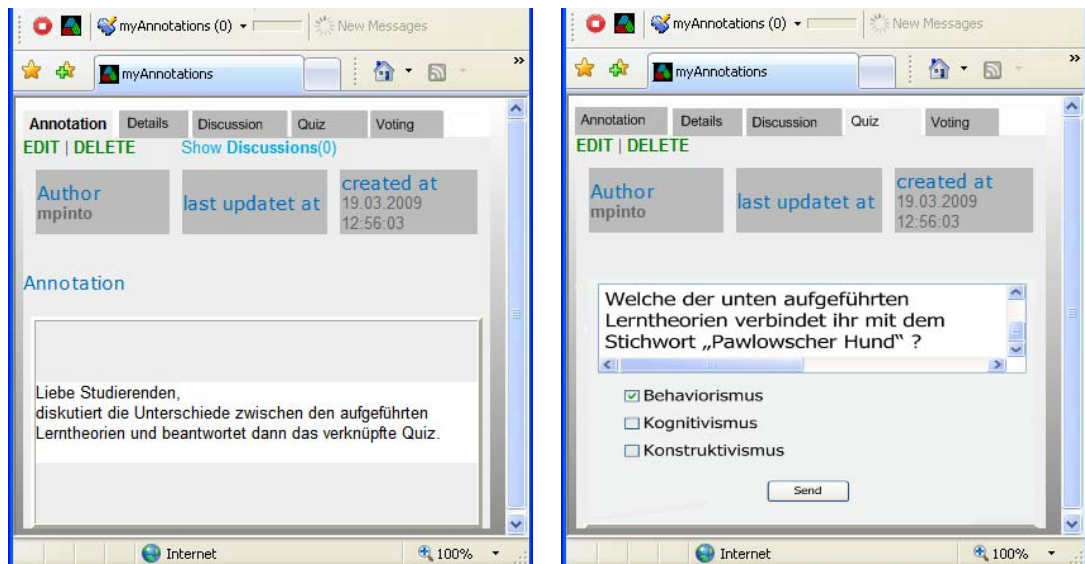 myAnnotations (0)
New Messages
myAnnotations
»
Annotation Details Discussion Quiz Voting
EDIT | DELETE Show Discussions(0)
Author
mpinto
last updatet at
created at
19.03.2009
12:56:03
Annotation
Liebe Studierenden,
diskutiert die Unterschiede zwischen den aufgeführten
Lerntheorien und beantwortet dann das verknüpfte Quiz.
Internet 100%
myAnnotations (0)
New Messages
myAnnotations
»
Annotation Details Discussion Quiz Voting
EDIT | DELETE
Author
mpinto
last updatet at
created at
19.03.2009
12:56:03
Welche der unten aufgeführten
Lerntheorien verbindet ihr mit dem
Stichwort „Pawlowscher Hund“ ?
Behaviorismus
Kognitivismus
Konstruktivismus
Send
Internet 100%